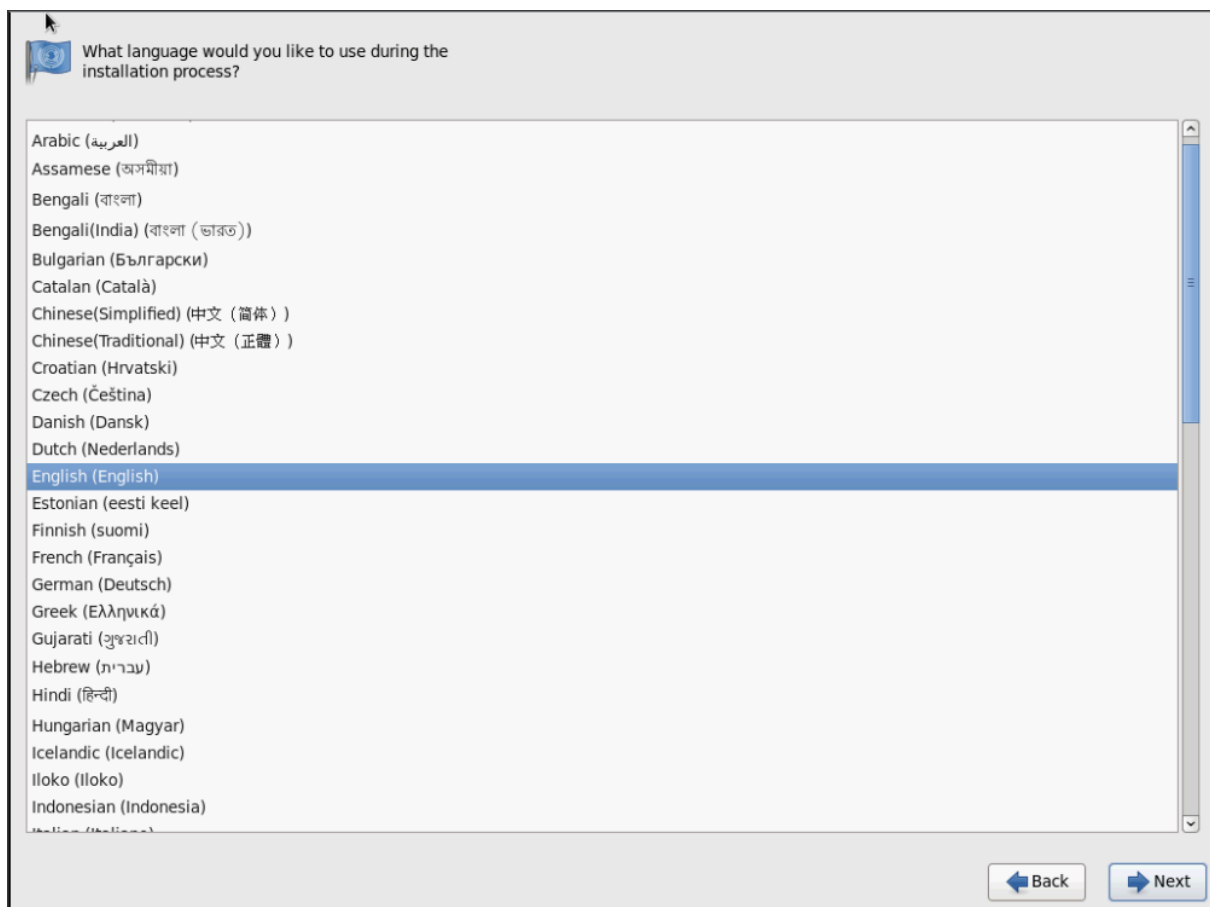 What language would you like to use during the
installation process?
Arabic (العربية)
Assamese (অসমীয়া)
Bengali (বাংলা)
Bengali(India) (বাংলা (ভারত))
Bulgarian (Български)
Catalan (Català)
Chinese(Simplified) (中文（简体）)
Chinese(Traditional) (中文（正體）)
Croatian (Hrvatski)
Czech (Čeština)
Danish (Dansk)
Dutch (Nederlands)
English (English)
Estonian (eesti keel)
Finnish (suomi)
French (Français)
German (Deutsch)
Greek (Ελληνικά)
Gujarati (ગુજરાતી)
Hebrew (עברית)
Hindi (हिन्दी)
Hungarian (Magyar)
Icelandic (Icelandic)
Iloko (Iloko)
Indonesian (Indonesia)
Italian (Italiano)
Back
Next